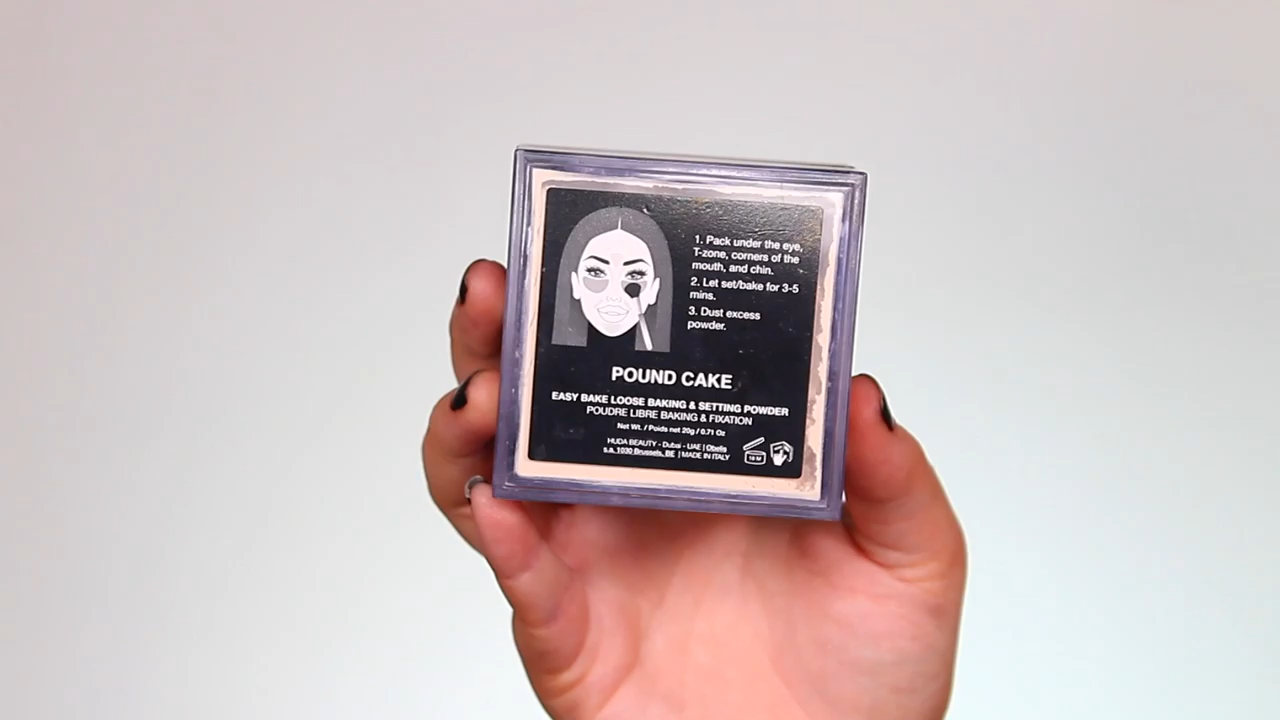 1. Pack under the eye,
T-zone, corners of the
mouth, and chin.
2. Let set/bake for 3-5
mins.
3. Dust excess
powder.
POUND CAKE
EASY BAKE LOOSE BAKING & SETTING POWDER
POUDRE LIBRE BAKING & FIXATION
Net Wt. / Poids net 20g / 0.71 Oz
HUDA BEAUTY - Dubai - UAE | Obelis
s.a. 1030 Brussels, BE | MADE IN ITALY
18 M